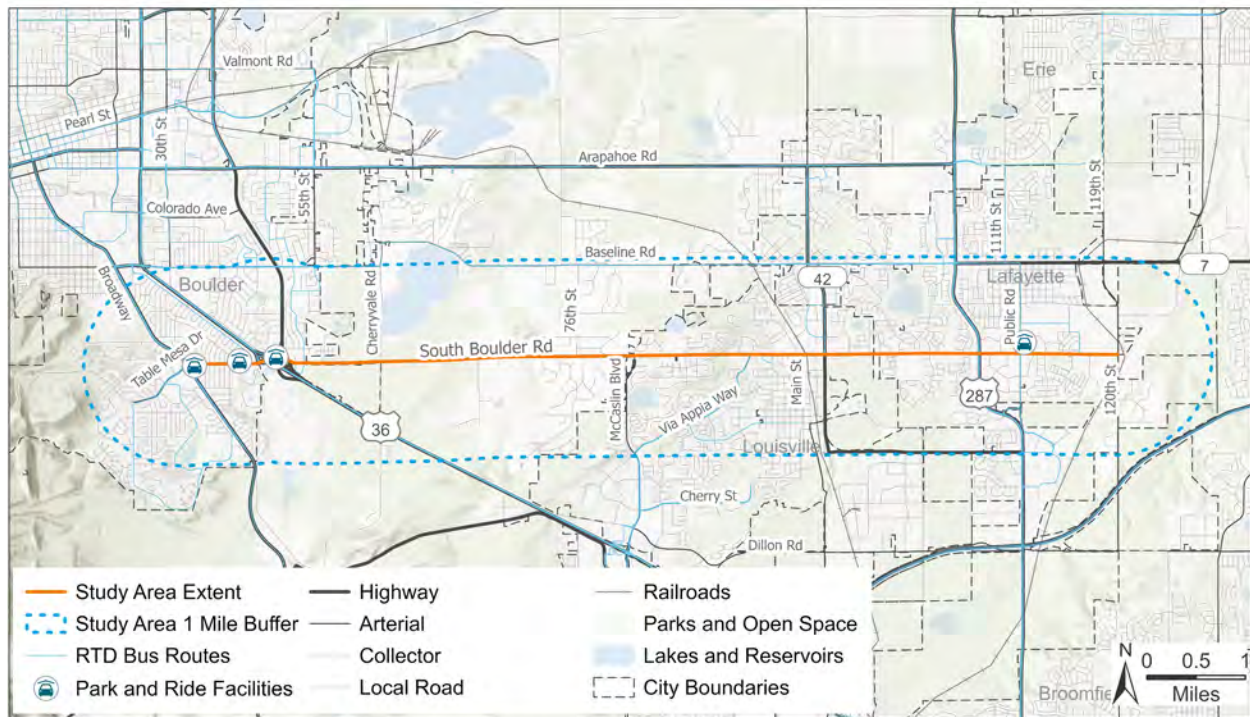 Erie
Valmont Rd
Pearl St
30th St
Arapahoe Rd
55th St
119th St
Colorado Ave
111th St
Baseline Rd
Broadway
Boulder
Cherryvale Rd
76th St
42
Lafayette
7
Public Rd
Table Mesa Dr
South Boulder Rd
McCaslin Blvd
Main St
Via Appia Way
287
120th St
36
Louisville
Cherry St
Dillon Rd
Study Area Extent
Study Area 1 Mile Buffer
RTD Bus Routes
Park and Ride Facilities
Highway
Arterial
Collector
Local Road
Railroads
Parks and Open Space
Lakes and Reservoirs
City Boundaries
N
0 0.5 1
Miles
Broomfie